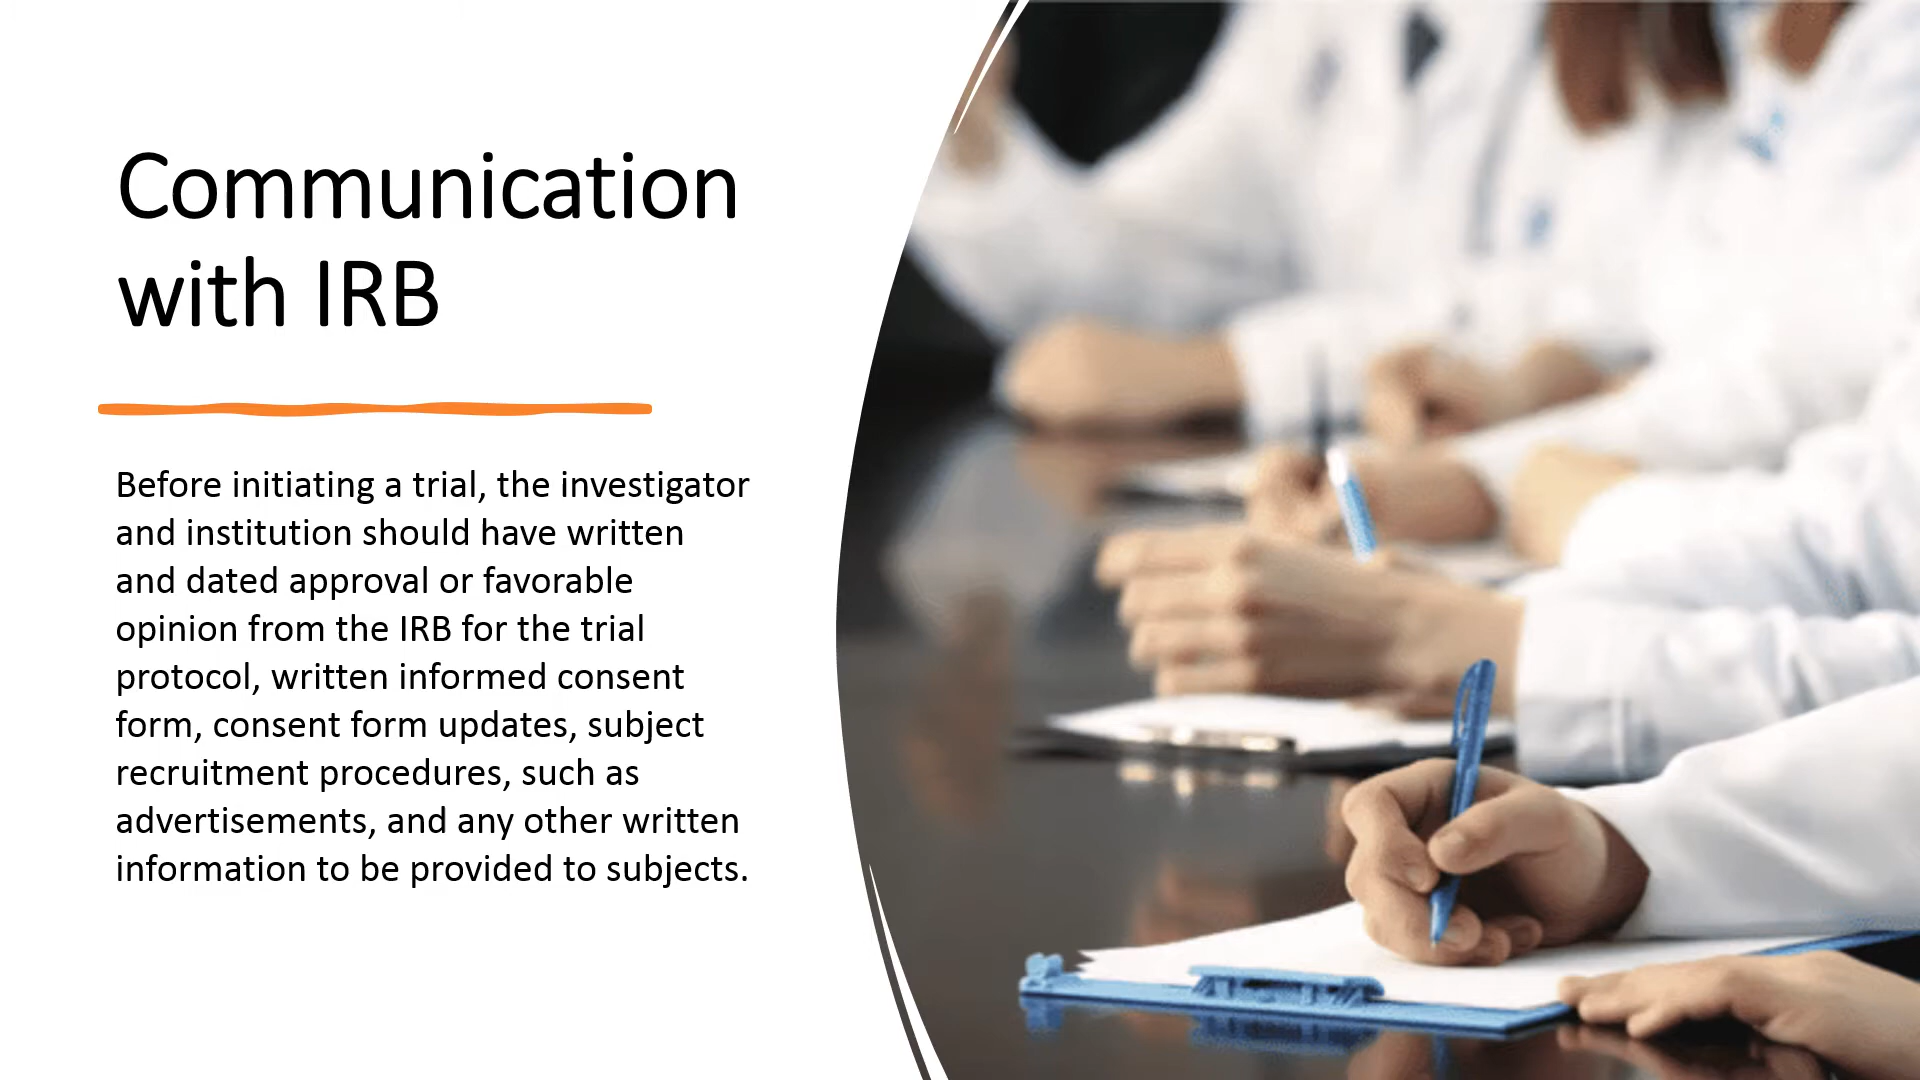 Communication
with IRB
Before initiating a trial, the investigator
and institution should have written
and dated approval or favorable
opinion from the IRB for the trial
protocol, written informed consent
form, consent form updates, subject
recruitment procedures, such as
advertisements, and any other written
information to be provided to subjects.